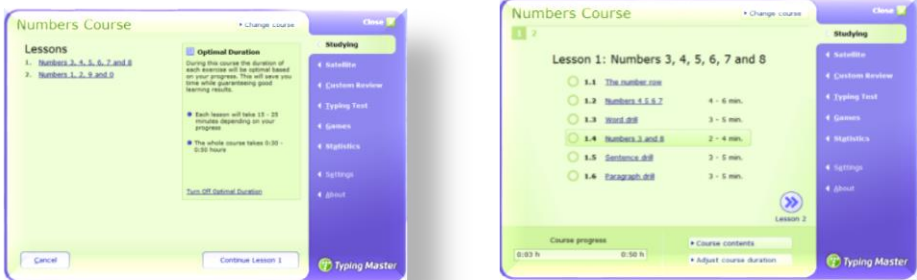 Numbers Course
Change course
Close
Lessons
1. Numbers 3, 4, 5, 6, 7 and 8
2. Numbers 1, 2, 9 and 0
Optimal Duration
During this course the duration of
each exercise will be optimal based
on your progress. This will save you
time while guaranteeing good
learning results.
Each lesson will take 15 - 25
minutes depending on your
progress
The whole course takes 0:30 -
0:50 hours
Turn Off Optimal Duration
Cancel
Continue Lesson 1
Studying
Satellite
Custom Review
Typing Test
Games
Statistics
Settings
About
Typing Master
Numbers Course
Change course
Close
1 2
Lesson 1: Numbers 3, 4, 5, 6, 7 and 8
1.1 The number row
1.2 Numbers 4 5 6 7 4 - 6 min.
1.3 Word drill 3 - 5 min.
1.4 Numbers 3 and 8 2 - 4 min.
1.5 Sentence drill 3 - 5 min.
1.6 Paragraph drill 3 - 5 min.
Lesson 2
Course progress
0:03 h 0:50 h
Course contents
Adjust course duration
Studying
Satellite
Custom Review
Typing Test
Games
Statistics
Settings
About
Typing Master